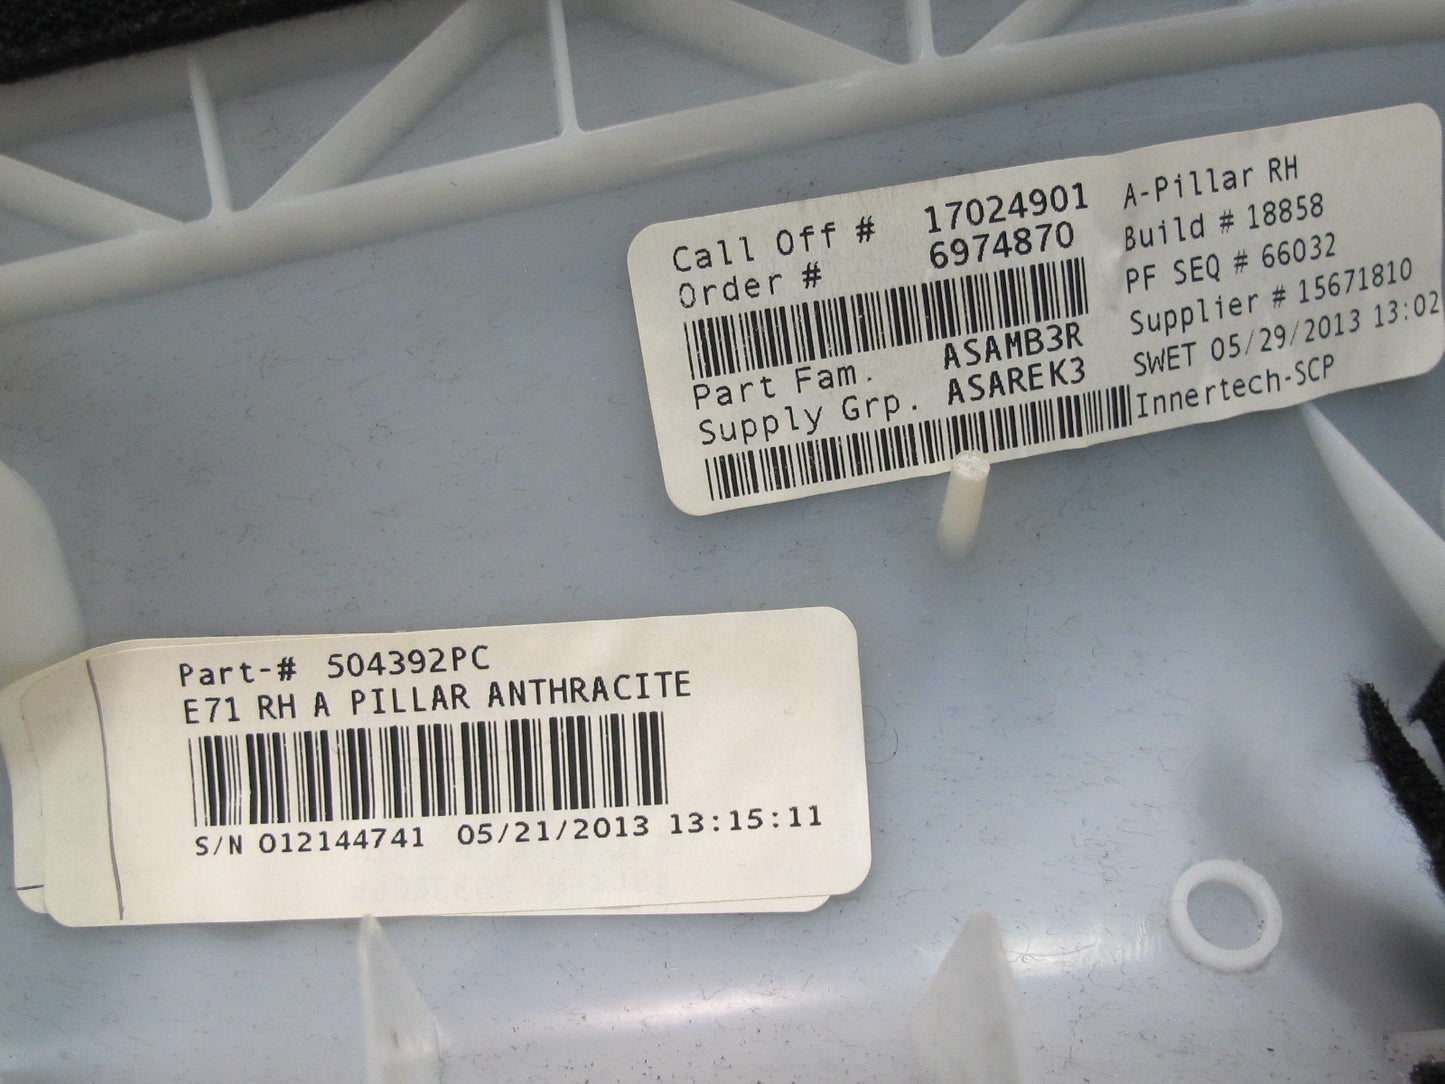 Call Off # 17024901
Order # 6974870
Part Fam. ASAMB3R
Supply Grp. ASAREK3
A-Pillar RH
Build # 18858
PF SEQ # 66032
Supplier # 15671810
SWET 05/29/2013 13:02
Innertech-SCP
Part-# 504392PC
E71 RH A PILLAR ANTHRACITE
S/N 012144741 05/21/2013 13:15:11